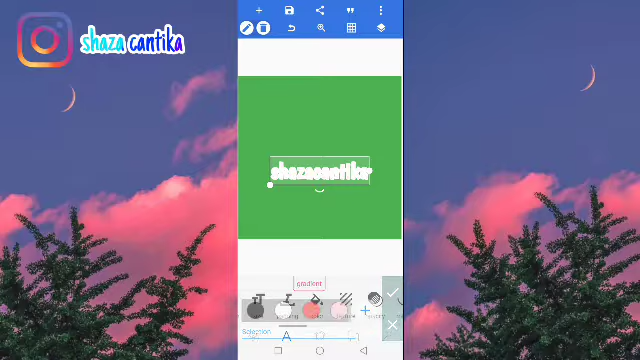 shaza cantika
shazacantika
gradient
Selection
A